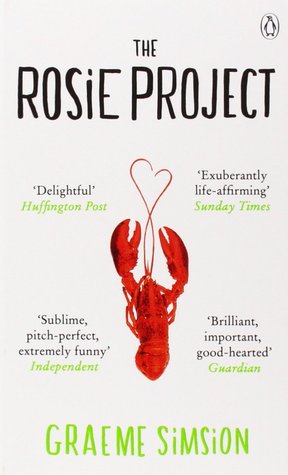 THE
ROSiE PROJECT
‘Delightful’
Huffington Post
‘Exuberantly
life-affirming’
Sunday Times
‘Sublime,
pitch-perfect,
extremely funny’
Independent
‘Brilliant,
important,
good-hearted’
Guardian
GRAEME SiMSiON